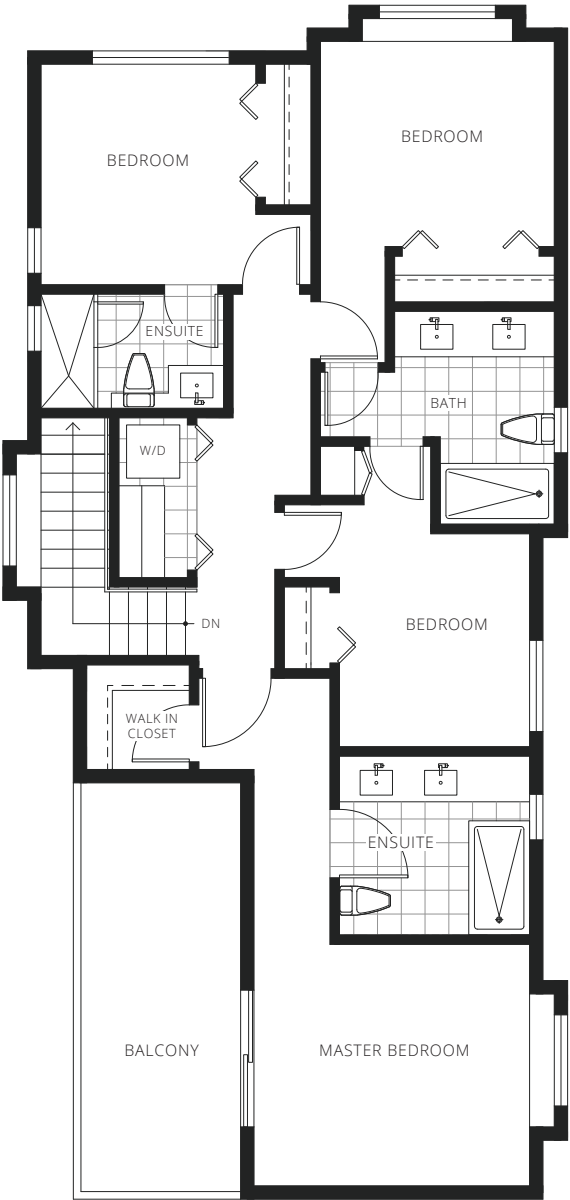 BEDROOM
BEDROOM
ENSUITE
BATH
W/D
DN
BEDROOM
WALK IN
CLOSET
ENSUITE
BALCONY
MASTER BEDROOM